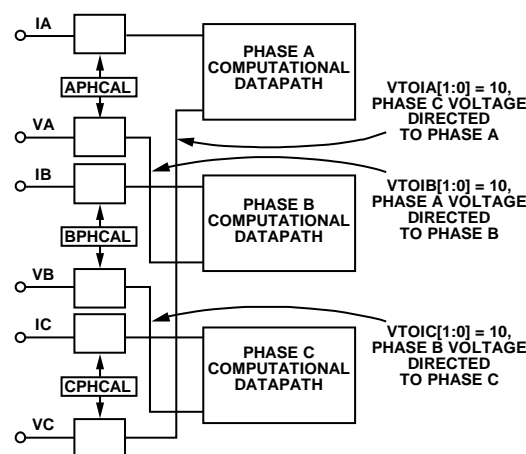 IA
PHASE A
COMPUTATIONAL
DATAPATH
APHCAL
VTOIA[1:0] = 10,
PHASE C VOLTAGE
DIRECTED
TO PHASE A
VA
IB
PHASE B
COMPUTATIONAL
DATAPATH
VTOIB[1:0] = 10,
PHASE A VOLTAGE
DIRECTED
TO PHASE B
BPHCAL
VB
IC
PHASE C
COMPUTATIONAL
DATAPATH
VTOIC[1:0] = 10,
PHASE B VOLTAGE
DIRECTED
TO PHASE C
CPHCAL
VC